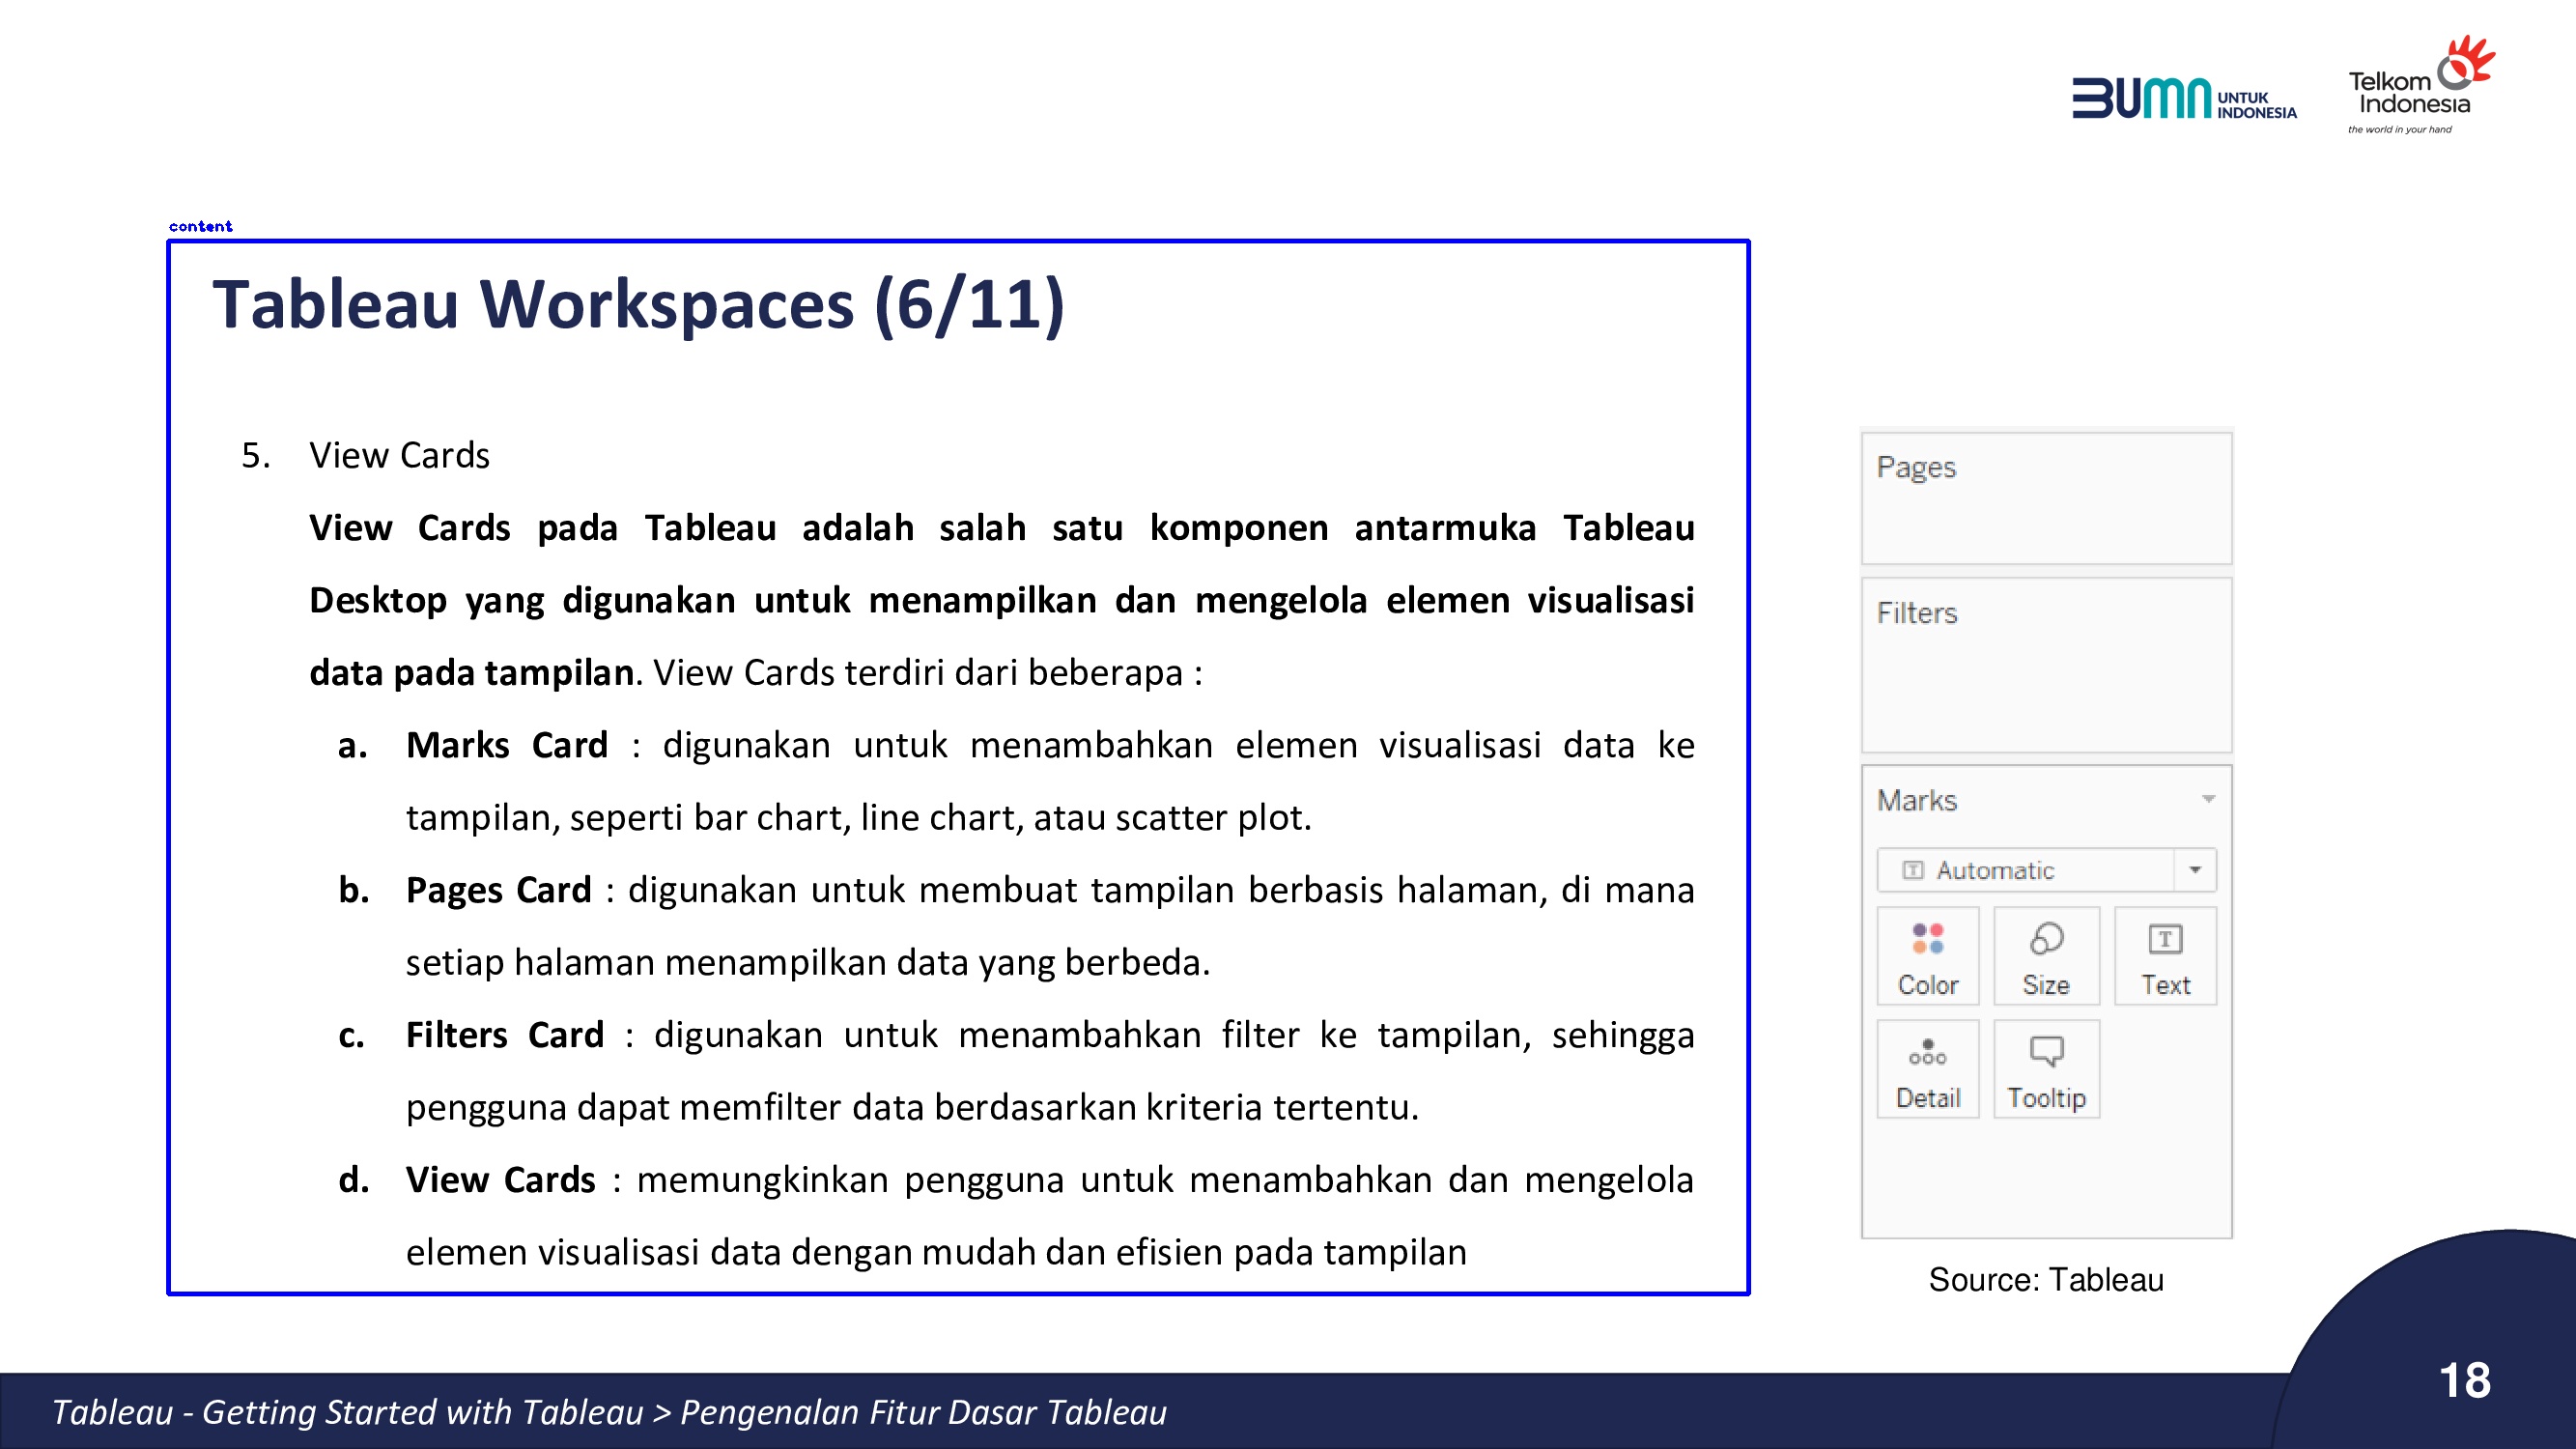 BUMN UNTUK INDONESIA
Telkom Indonesia
the world in your hand
content
Tableau Workspaces (6/11)
5. View Cards
View Cards pada Tableau adalah salah satu komponen antarmuka Tableau
Desktop yang digunakan untuk menampilkan dan mengelola elemen visualisasi
data pada tampilan. View Cards terdiri dari beberapa :
a. Marks Card : digunakan untuk menambahkan elemen visualisasi data ke
tampilan, seperti bar chart, line chart, atau scatter plot.
b. Pages Card : digunakan untuk membuat tampilan berbasis halaman, di mana
setiap halaman menampilkan data yang berbeda.
c. Filters Card : digunakan untuk menambahkan filter ke tampilan, sehingga
pengguna dapat memfilter data berdasarkan kriteria tertentu.
d. View Cards : memungkinkan pengguna untuk menambahkan dan mengelola
elemen visualisasi data dengan mudah dan efisien pada tampilan
Pages
Filters
Marks
Automatic
Color Size Text
Detail Tooltip
Source: Tableau
Tableau - Getting Started with Tableau > Pengenalan Fitur Dasar Tableau
18